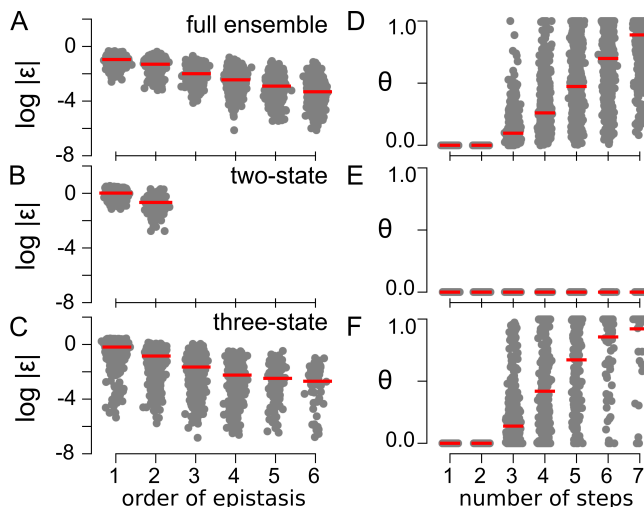 A
full ensemble
0
-4
-8
log |ε|
B
two-state
0
-4
-8
log |ε|
C
three-state
0
-4
-8
log |ε|
1 2 3 4 5 6
order of epistasis
D
1.0
θ
0.0
E
1.0
θ
0.0
F
1.0
θ
0.0
1 2 3 4 5 6 7
number of steps